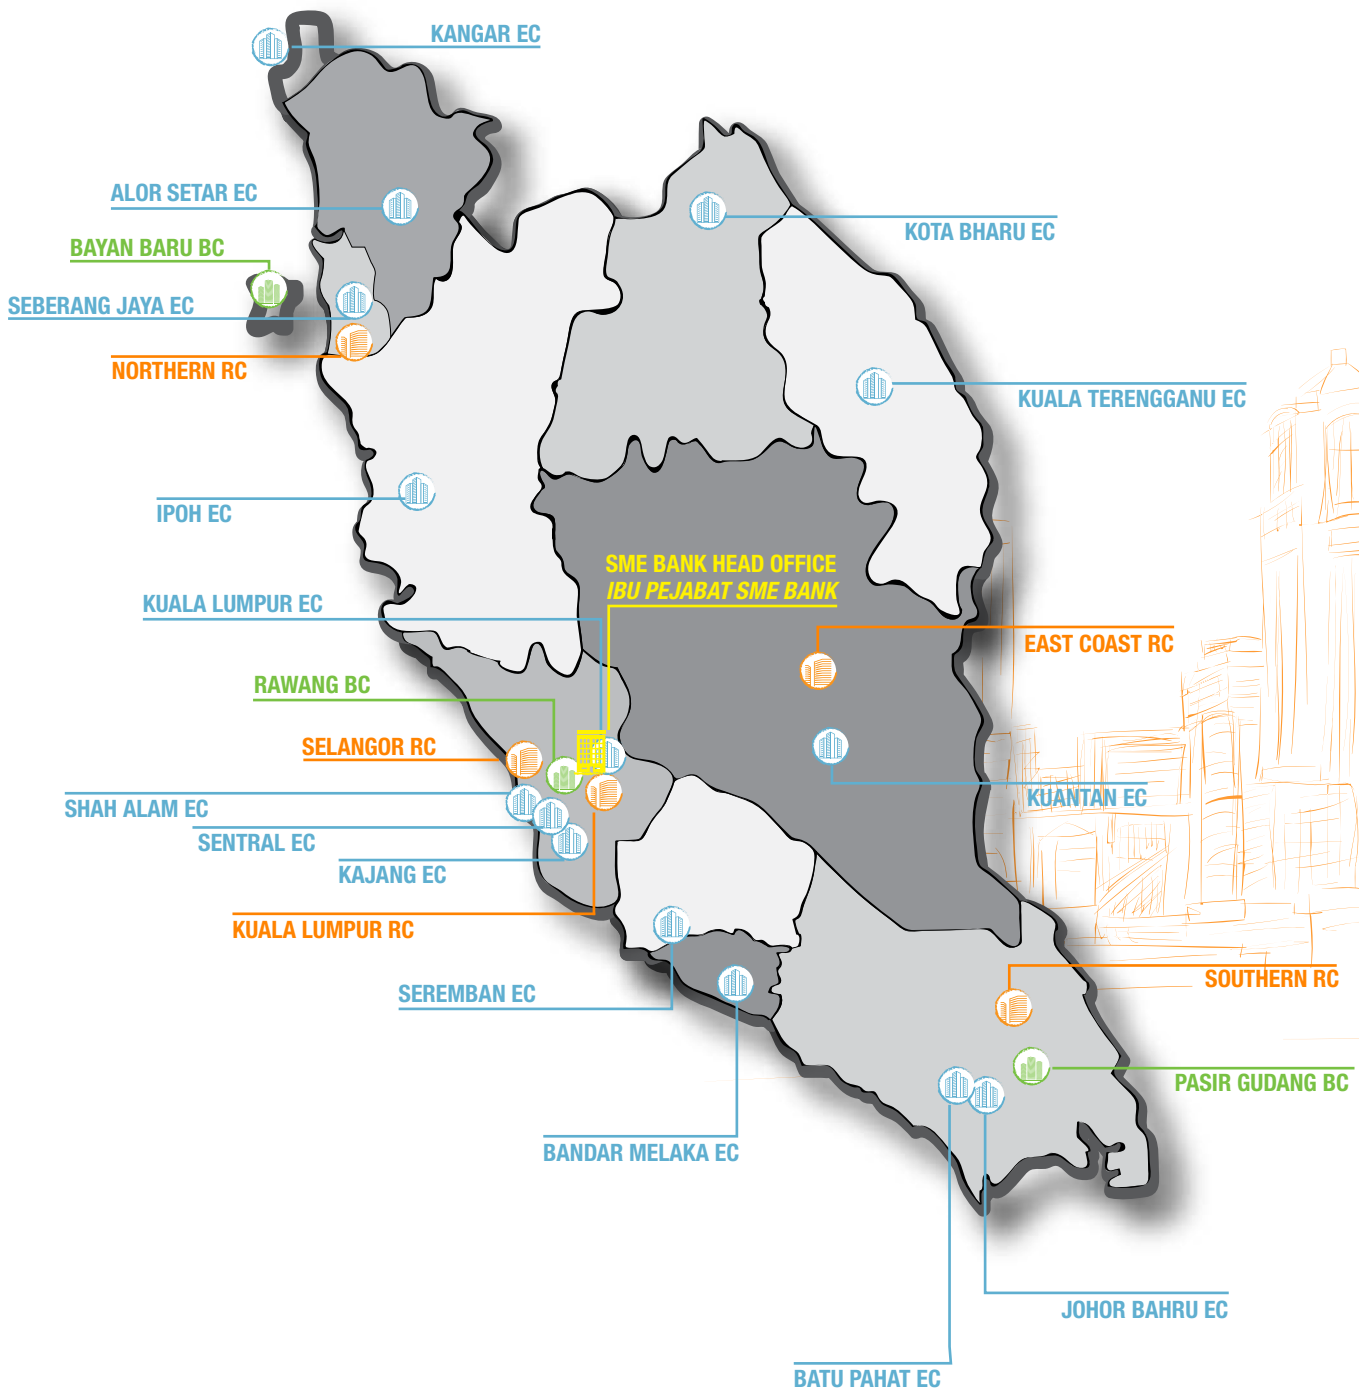 KANGAR EC
ALOR SETAR EC
KOTA BHARU EC
BAYAN BARU BC
SEBERANG JAYA EC
NORTHERN RC
KUALA TERENGGANU EC
IPOH EC
SME BANK HEAD OFFICE
IBU PEJABAT SME BANK
KUALA LUMPUR EC
EAST COAST RC
RAWANG BC
SELANGOR RC
SHAH ALAM EC
KUANTAN EC
SENTRAL EC
KAJANG EC
KUALA LUMPUR RC
SOUTHERN RC
SEREMBAN EC
PASIR GUDANG BC
BANDAR MELAKA EC
JOHOR BAHRU EC
BATU PAHAT EC